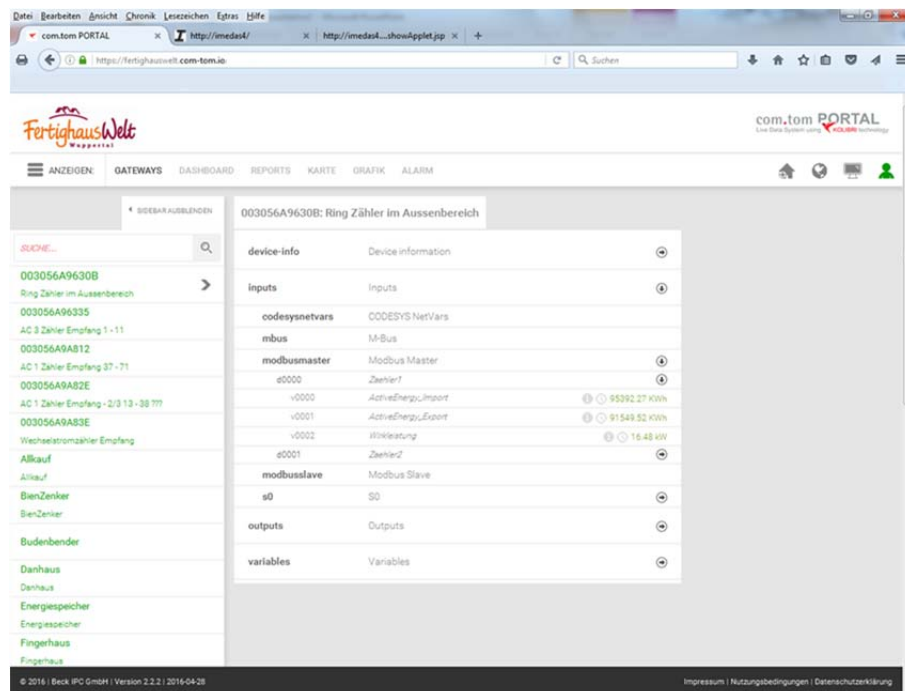 Datei Bearbeiten Ansicht Chronik Lesezeichen Extras Hilfe
com.tom PORTAL × http://imedas4/ × http://imedas4....showApplet.jsp × +
https://fertighauswelt.com-tom.io Suchen
FertighausWelt
Wuppertal
com.tom PORTAL
Live Data System using KOLIBRI technology
ANZEIGEN: GATEWAYS DASHBOARD REPORTS KARTE GRAFIK ALARM
SIDEBAR AUSBLENDEN
003056A9630B: Ring Zähler im Aussenbereich
SUCHE...
003056A9630B
Ring Zähler im Aussenbereich
003056A96335
AC 3 Zähler Empfang 1 - 11
003056A9A812
AC 1 Zähler Empfang 37 - 71
003056A9A82E
AC 1 Zähler Empfang - 2/3 13 - 38 ???
003056A9A83E
Wechselstromzähler Empfang
Allkauf
Allkauf
BienZenker
BienZenker
Budenbender
Danhaus
Danhaus
Energiespeicher
Energiespeicher
Fingerhaus
Fingerhaus
device-info Device information
inputs Inputs
codesysnetvars CODESYS NetVars
mbus M-Bus
modbusmaster Modbus Master
d0000 Zaehler1
v0000 ActiveEnergy_Import 95392.27 KWh
v0001 ActiveEnergy_Export 91549.52 KWh
v0002 Wirkleistung 16.48 kW
d0001 Zaehler2
modbusslave Modbus Slave
s0 S0
outputs Outputs
variables Variables
© 2016 | Beck IPC GmbH | Version 2.2.2 | 2016-04-28
Impressum | Nutzungsbedingungen | Datenschutzerklärung